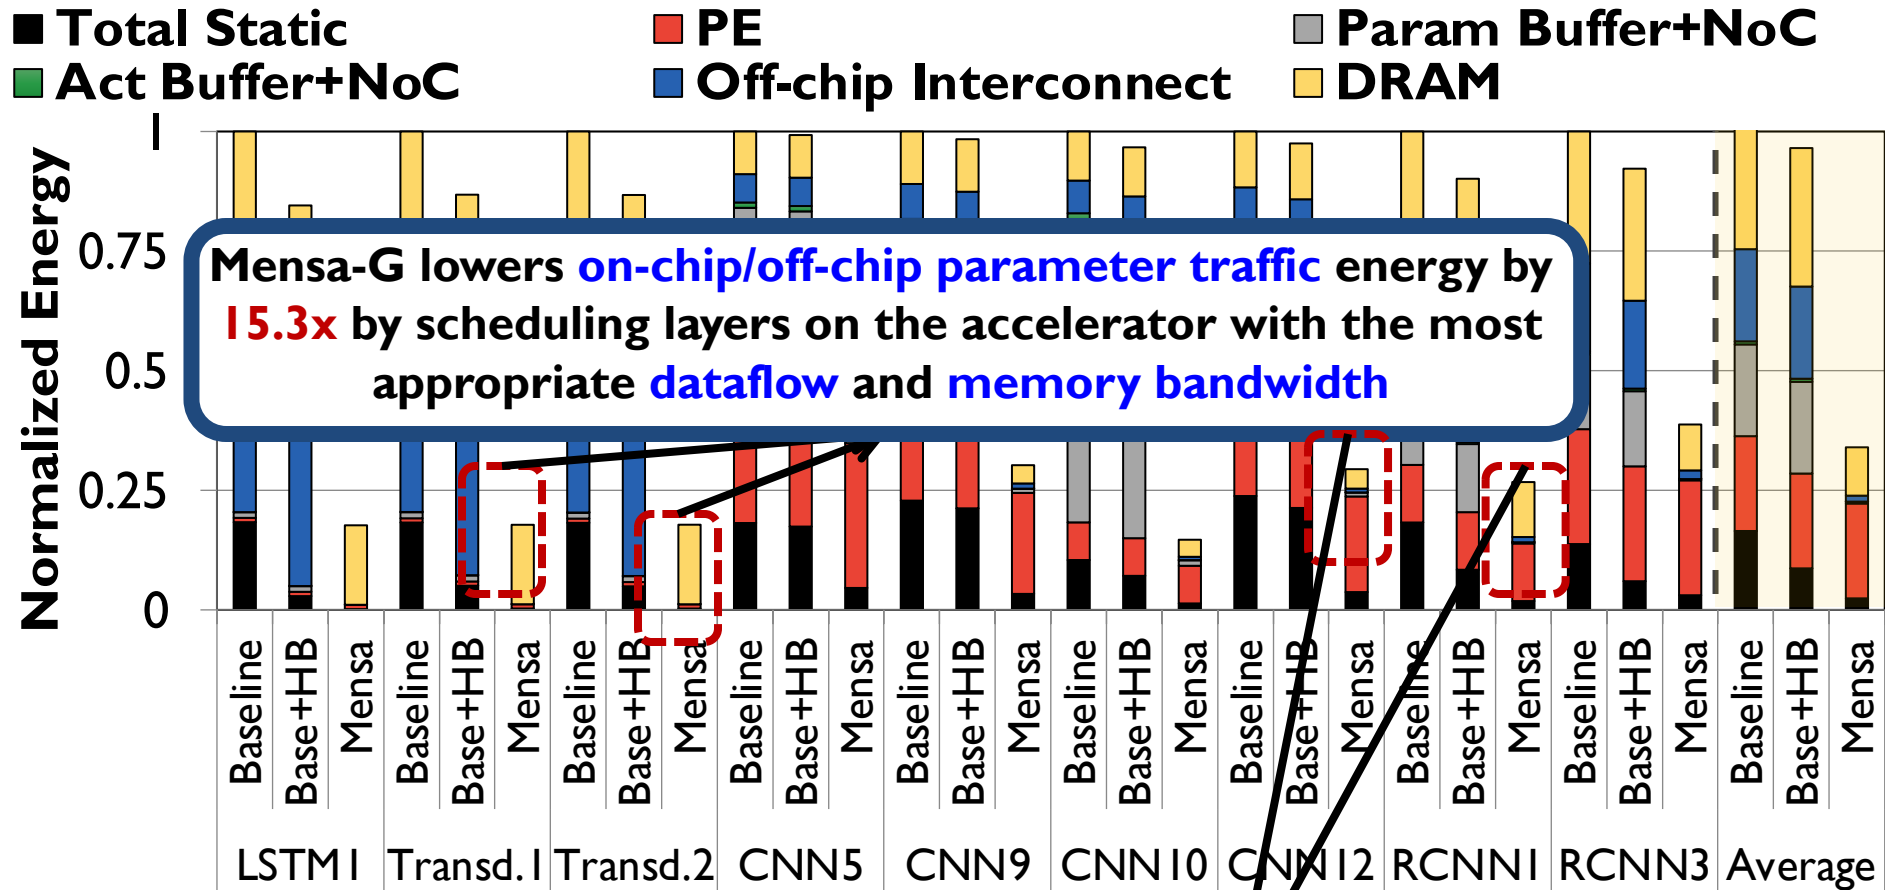 Total Static PE Param Buffer+NoC
Act Buffer+NoC Off-chip Interconnect DRAM
Normalized Energy
1
0.75
0.5
0.25
0
Mensa-G lowers on-chip/off-chip parameter traffic energy by
15.3x by scheduling layers on the accelerator with the most
appropriate dataflow and memory bandwidth
Baseline Base+HB Mensa Baseline Base+HB Mensa Baseline Base+HB Mensa Baseline Base+HB Mensa Baseline Base+HB Mensa Baseline Base+HB Mensa Baseline Base+HB Mensa Baseline Base+HB Mensa Baseline Base+HB Mensa Baseline Base+HB Mensa
LSTM1 Transd.1 Transd.2 CNN5 CNN9 CNN10 CNN12 RCNN1 RCNN3 Average